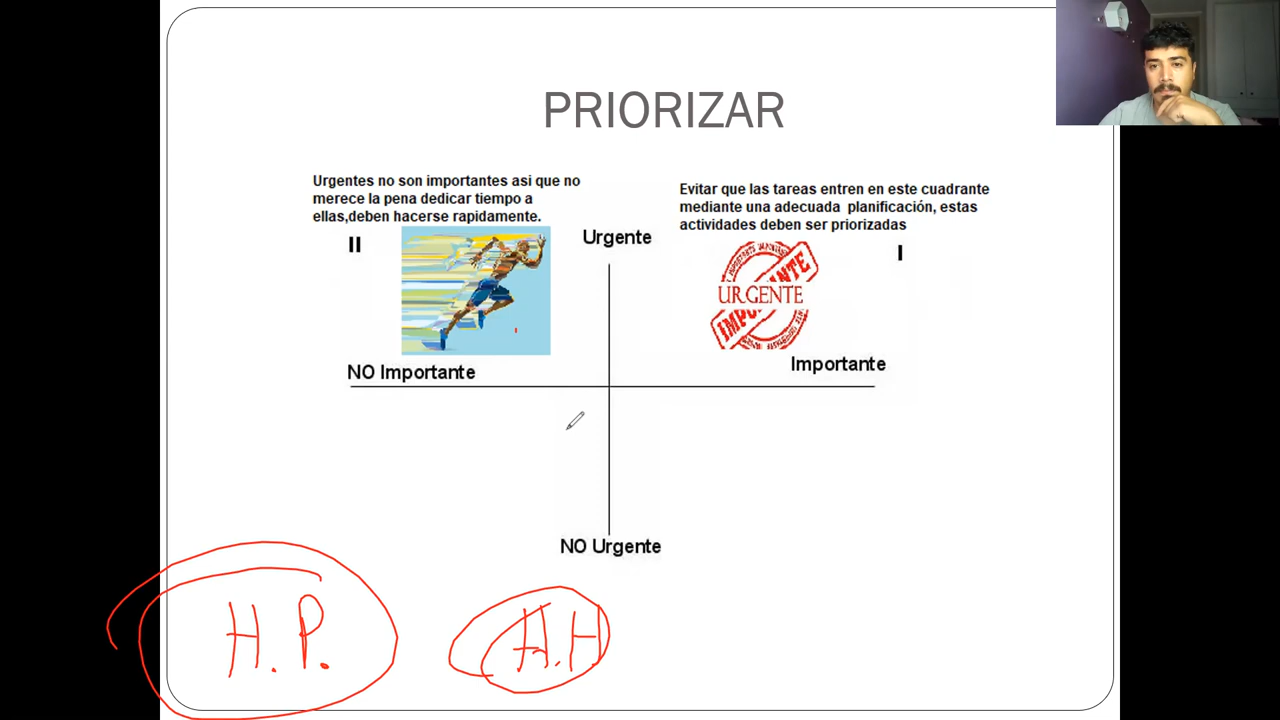 PRIORIZAR
Urgentes no son importantes asi que no
merece la pena dedicar tiempo a
ellas,deben hacerse rapidamente.
II
Urgente
Evitar que las tareas entren en este cuadrante
mediante una adecuada planificación, estas
actividades deben ser priorizadas
I
URGENTE
NO Importante
Importante
NO Urgente
H.P.
H.H